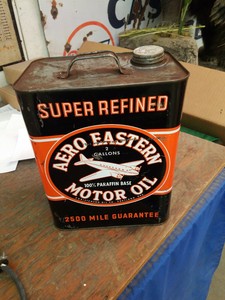 SUPER REFINED
AERO EASTERN
2
GALLONS
100% PARAFFIN BASE
MOTOR OIL
2500 MILE GUARANTEE